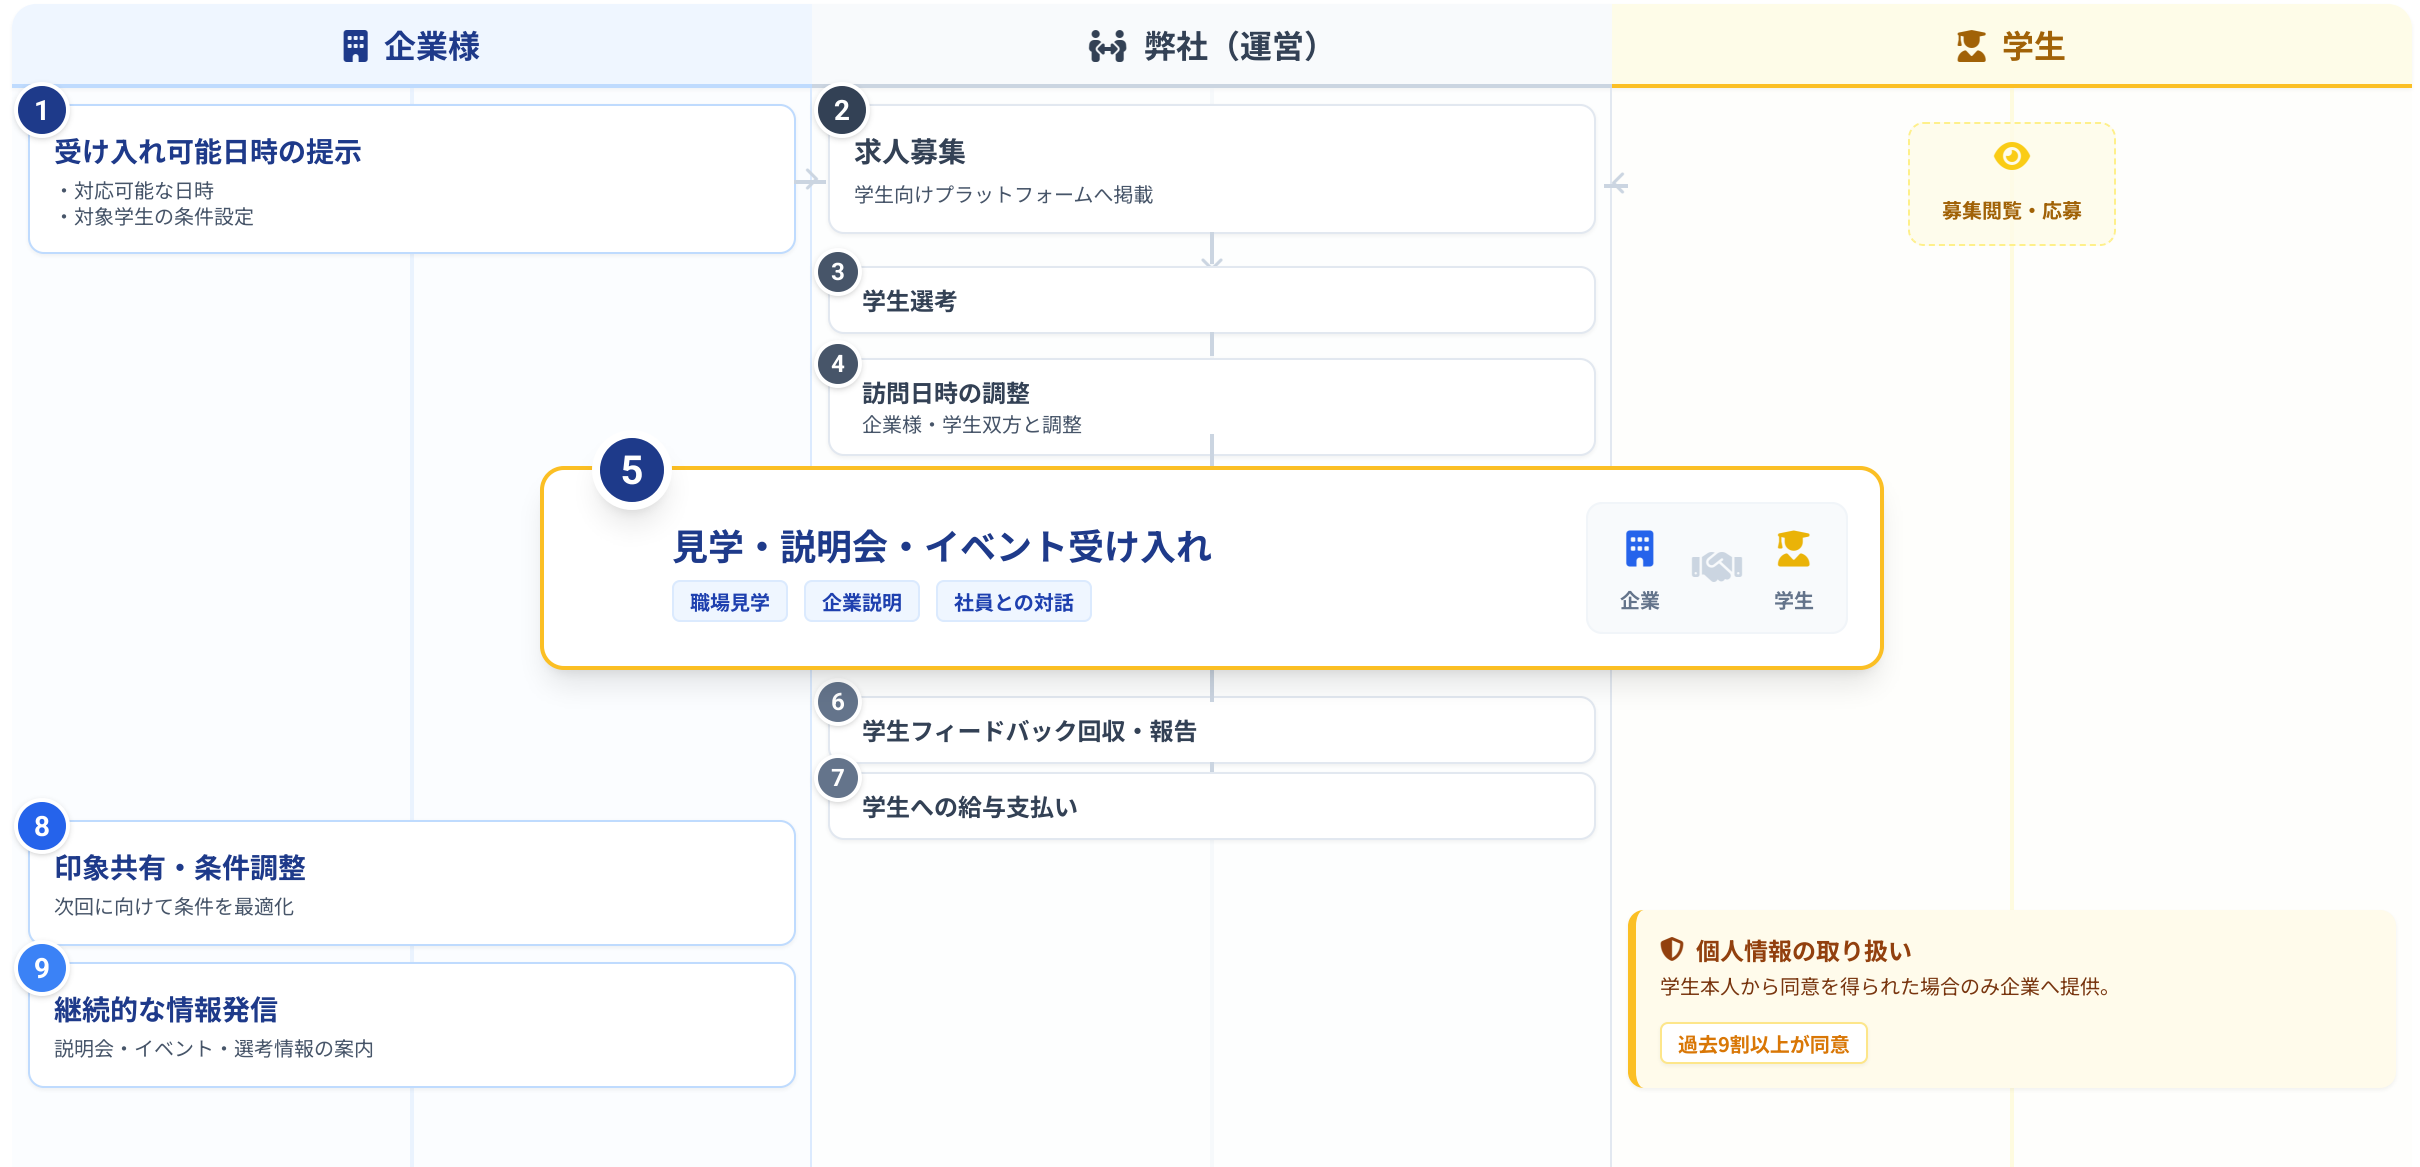 企業様
弊社（運営）
学生
1
受け入れ可能日時の提示
・対応可能な日時
・対象学生の条件設定
2
求人募集
学生向けプラットフォームへ掲載
募集閲覧・応募
3
学生選考
4
訪問日時の調整
企業様・学生双方と調整
5
見学・説明会・イベント受け入れ
職場見学
企業説明
社員との対話
企業
学生
6
学生フィードバック回収・報告
7
学生への給与支払い
8
印象共有・条件調整
次回に向けて条件を最適化
9
継続的な情報発信
説明会・イベント・選考情報の案内
個人情報の取り扱い
学生本人から同意を得られた場合のみ企業へ提供。
過去9割以上が同意